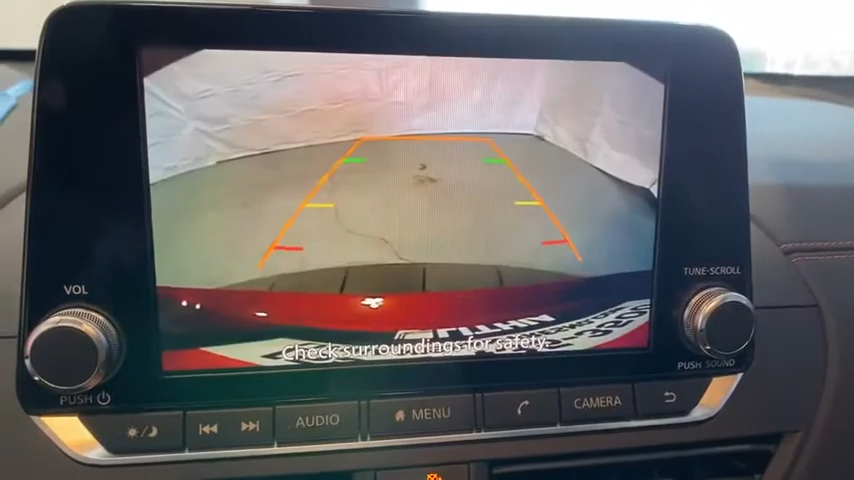 Check surroundings for safety.
VOL
TUNE·SCROLL
PUSH
PUSH SOUND
AUDIO
MENU
CAMERA